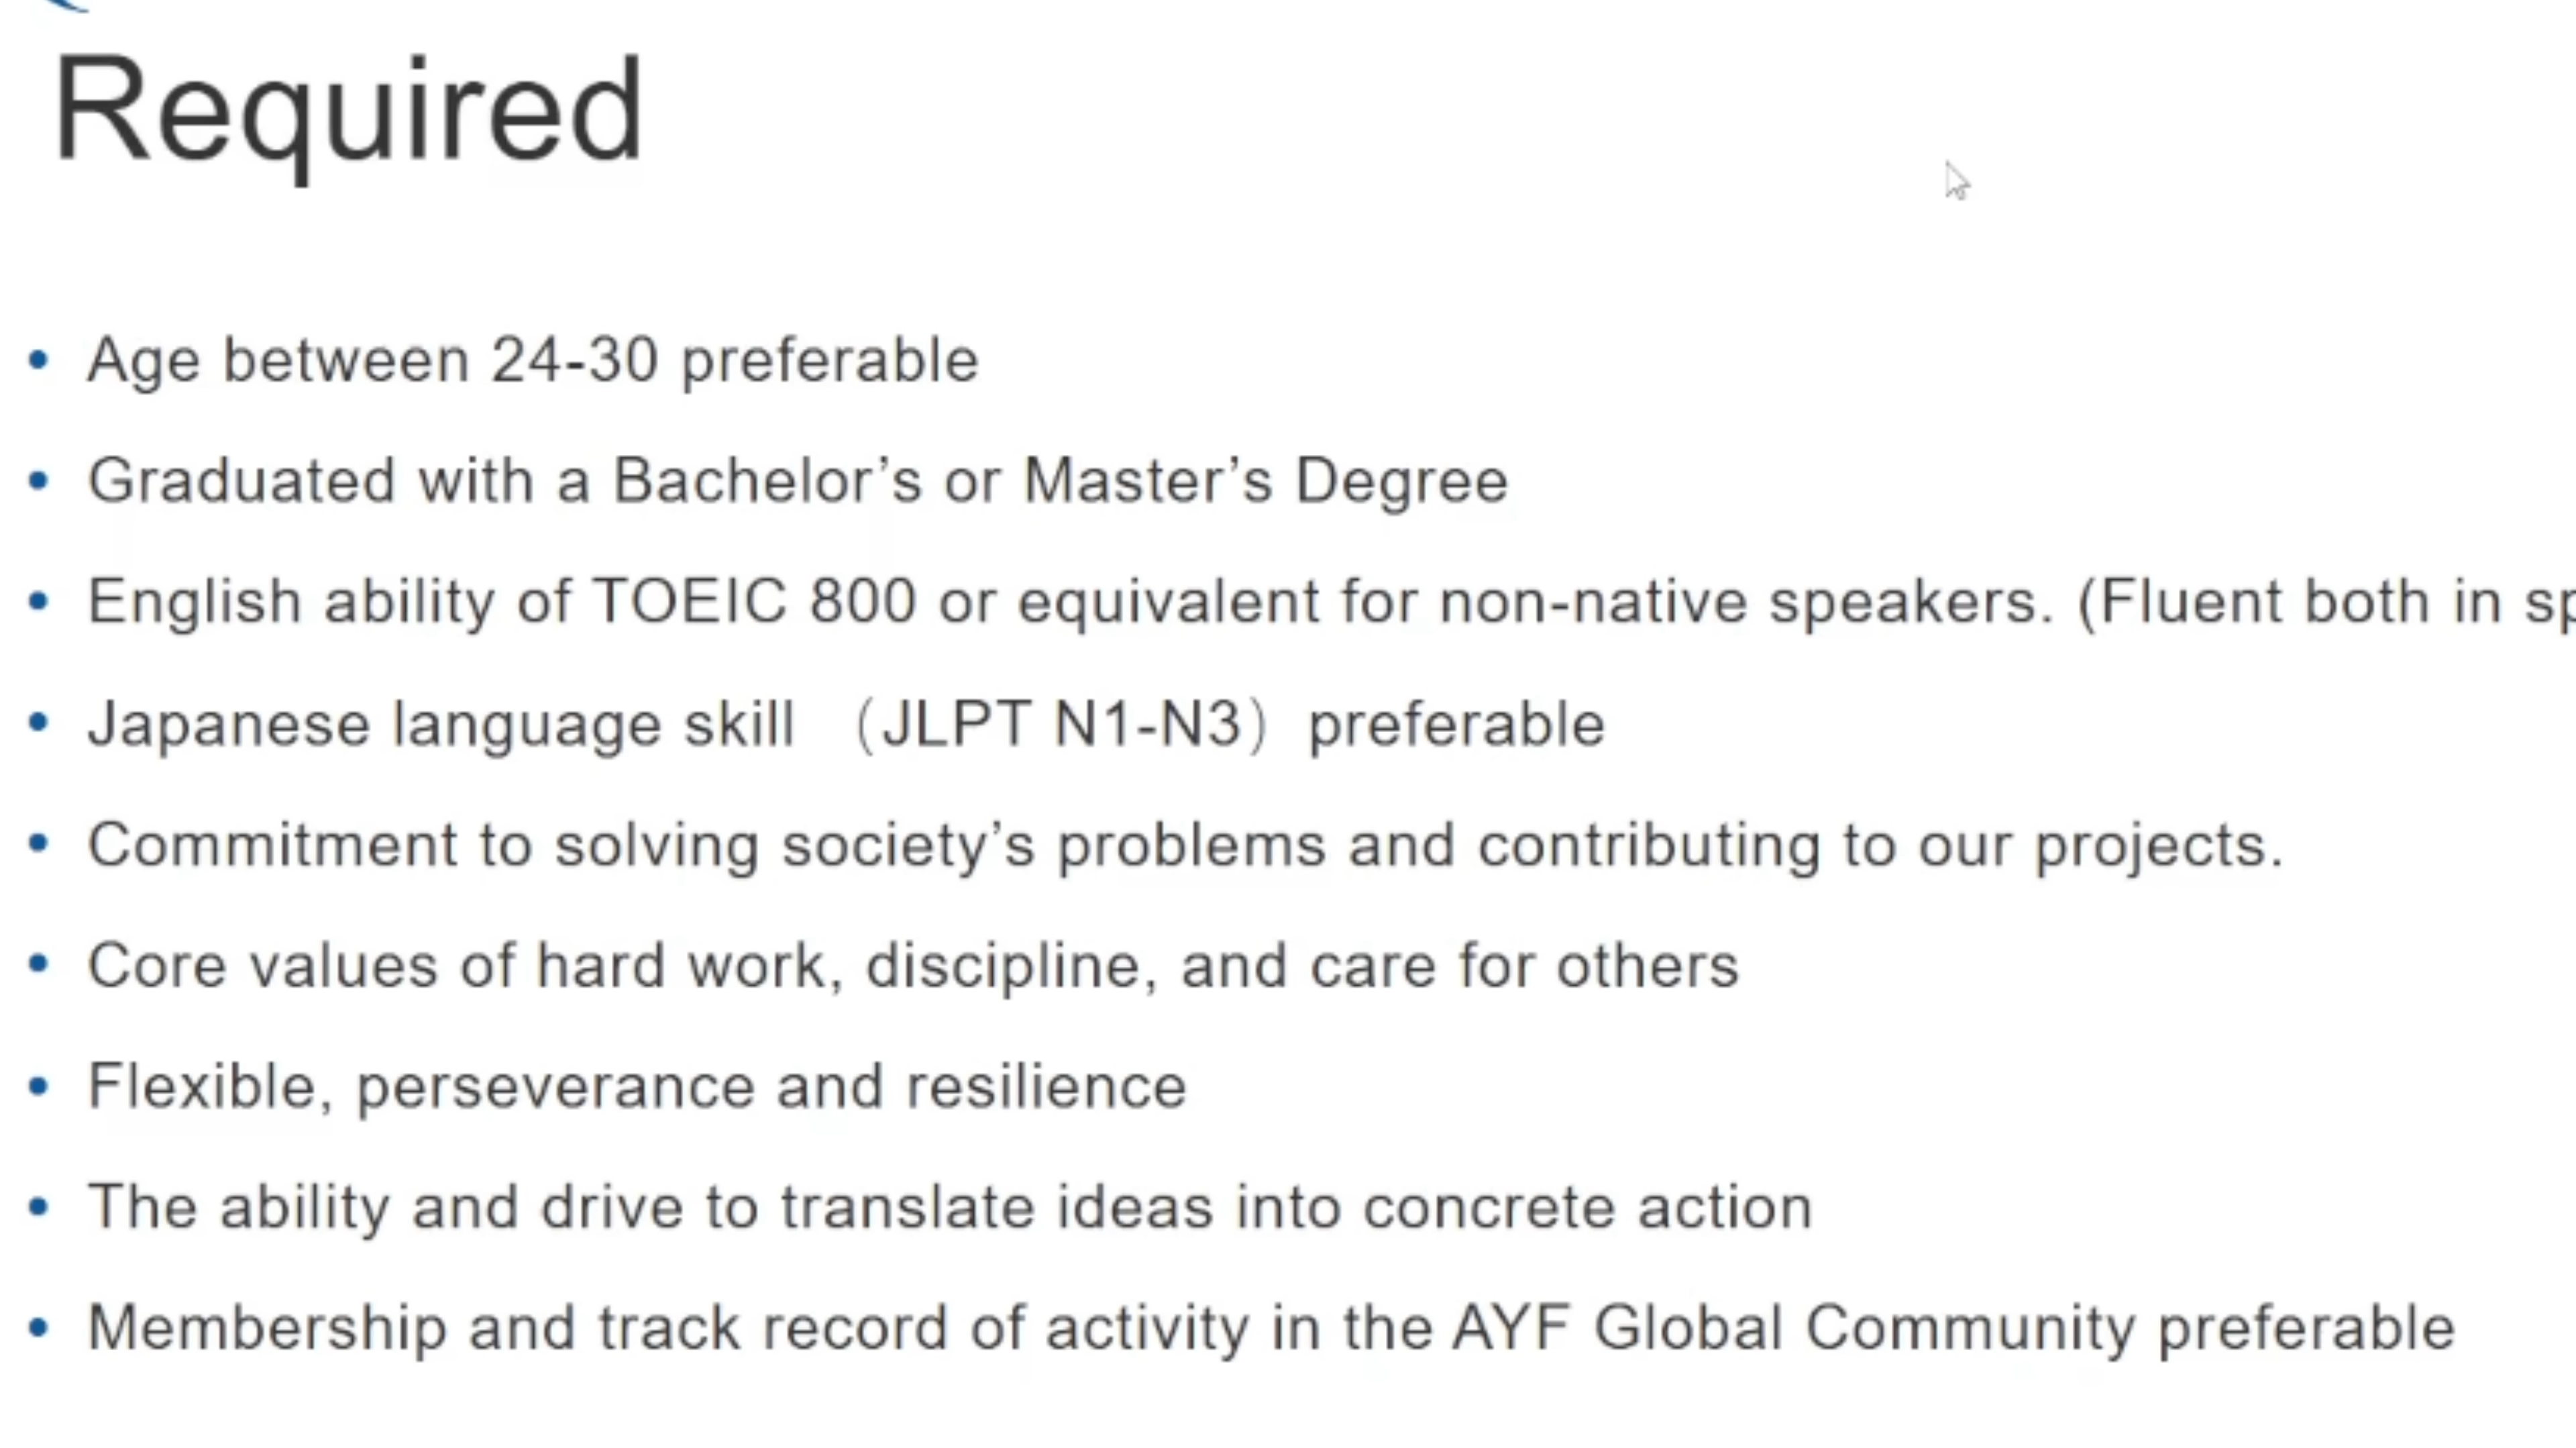 Required
• Age between 24-30 preferable
• Graduated with a Bachelor’s or Master’s Degree
• English ability of TOEIC 800 or equivalent for non-native speakers. (Fluent both in
• Japanese language skill （JLPT N1-N3）preferable
• Commitment to solving society’s problems and contributing to our projects.
• Core values of hard work, discipline, and care for others
• Flexible, perseverance and resilience
• The ability and drive to translate ideas into concrete action
• Membership and track record of activity in the AYF Global Community preferable